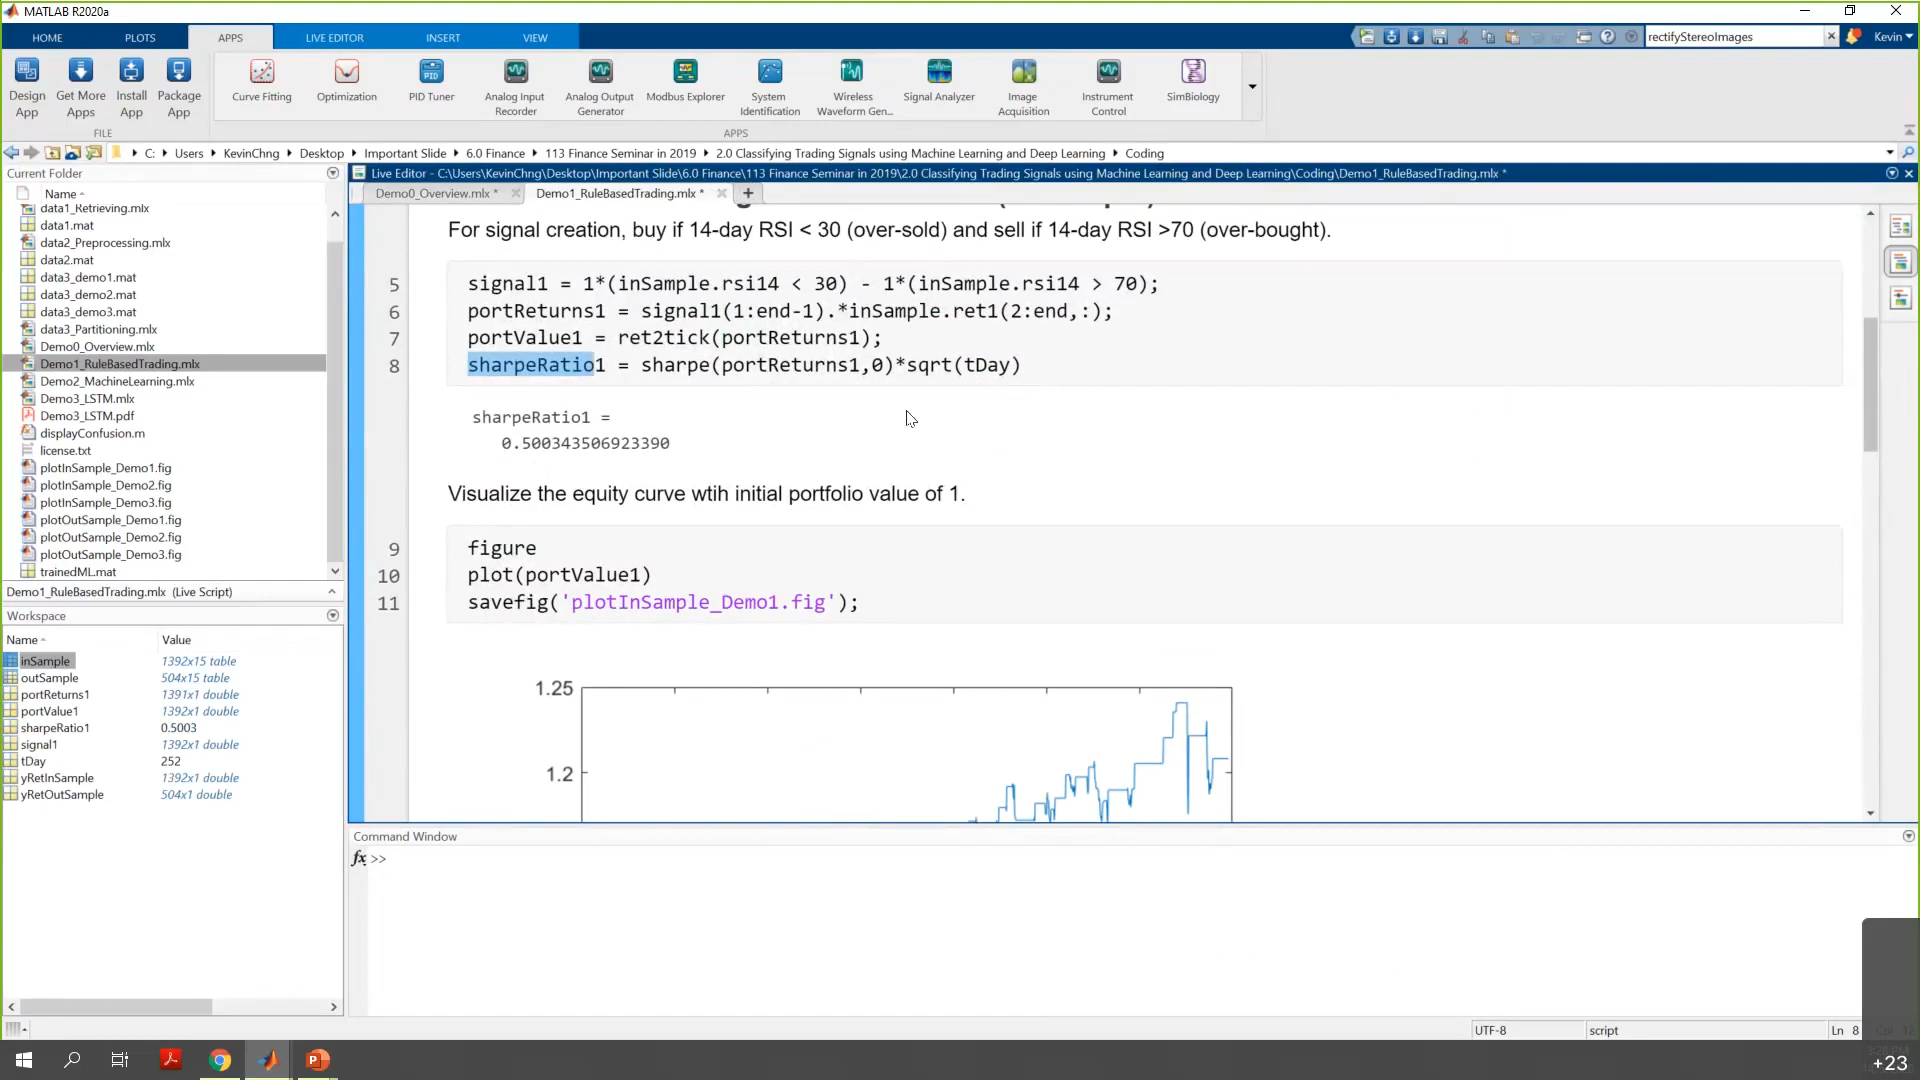 MATLAB R2020a
HOME PLOTS APPS LIVE EDITOR INSERT VIEW
rectifyStereoImages
Kevin
Design App
Get More Apps
Install App
Package App
Curve Fitting
Optimization
PID Tuner
Analog Input Recorder
Analog Output Generator
Modbus Explorer
System Identification
Wireless Waveform Gen...
Signal Analyzer
Image Acquisition
Instrument Control
SimBiology
FILE
APPS
C: Users KevinChng Desktop Important Slide 6.0 Finance 113 Finance Seminar in 2019 2.0 Classifying Trading Signals using Machine Learning and Deep Learning Coding
Current Folder
Name
data1_Retrieving.mlx
data1.mat
data2_Preprocessing.mlx
data2.mat
data3_demo1.mat
data3_demo2.mat
data3_demo3.mat
data3_Partitioning.mlx
Demo0_Overview.mlx
Demo1_RuleBasedTrading.mlx
Demo2_MachineLearning.mlx
Demo3_LSTM.mlx
Demo3_LSTM.pdf
displayConfusion.m
license.txt
plotInSample_Demo1.fig
plotInSample_Demo2.fig
plotInSample_Demo3.fig
plotOutSample_Demo1.fig
plotOutSample_Demo2.fig
plotOutSample_Demo3.fig
trainedML.mat
Demo1_RuleBasedTrading.mlx (Live Script)
Workspace
Name Value
inSample 1392x15 table
outSample 504x15 table
portReturns1 1391x1 double
portValue1 1392x1 double
sharpeRatio1 0.5003
signal1 1392x1 double
tDay 252
yRetInSample 1392x1 double
yRetOutSample 504x1 double
Live Editor - C:\Users\KevinChng\Desktop\Important Slide\6.0 Finance\113 Finance Seminar in 2019\2.0 Classifying Trading Signals using Machine Learning and Deep Learning\Coding\Demo1_RuleBasedTrading.mlx *
Demo0_Overview.mlx * Demo1_RuleBasedTrading.mlx *
For signal creation, buy if 14-day RSI < 30 (over-sold) and sell if 14-day RSI >70 (over-bought).
5 signal1 = 1*(inSample.rsi14 < 30) - 1*(inSample.rsi14 > 70);
6 portReturns1 = signal1(1:end-1).*inSample.ret1(2:end,:);
7 portValue1 = ret2tick(portReturns1);
8 sharpeRatio1 = sharpe(portReturns1,0)*sqrt(tDay)
sharpeRatio1 =
0.500343506923390
Visualize the equity curve wtih initial portfolio value of 1.
9 figure
10 plot(portValue1)
11 savefig('plotInSample_Demo1.fig');
1.25
1.2
Command Window
fx >>
UTF-8 script Ln 8
+23